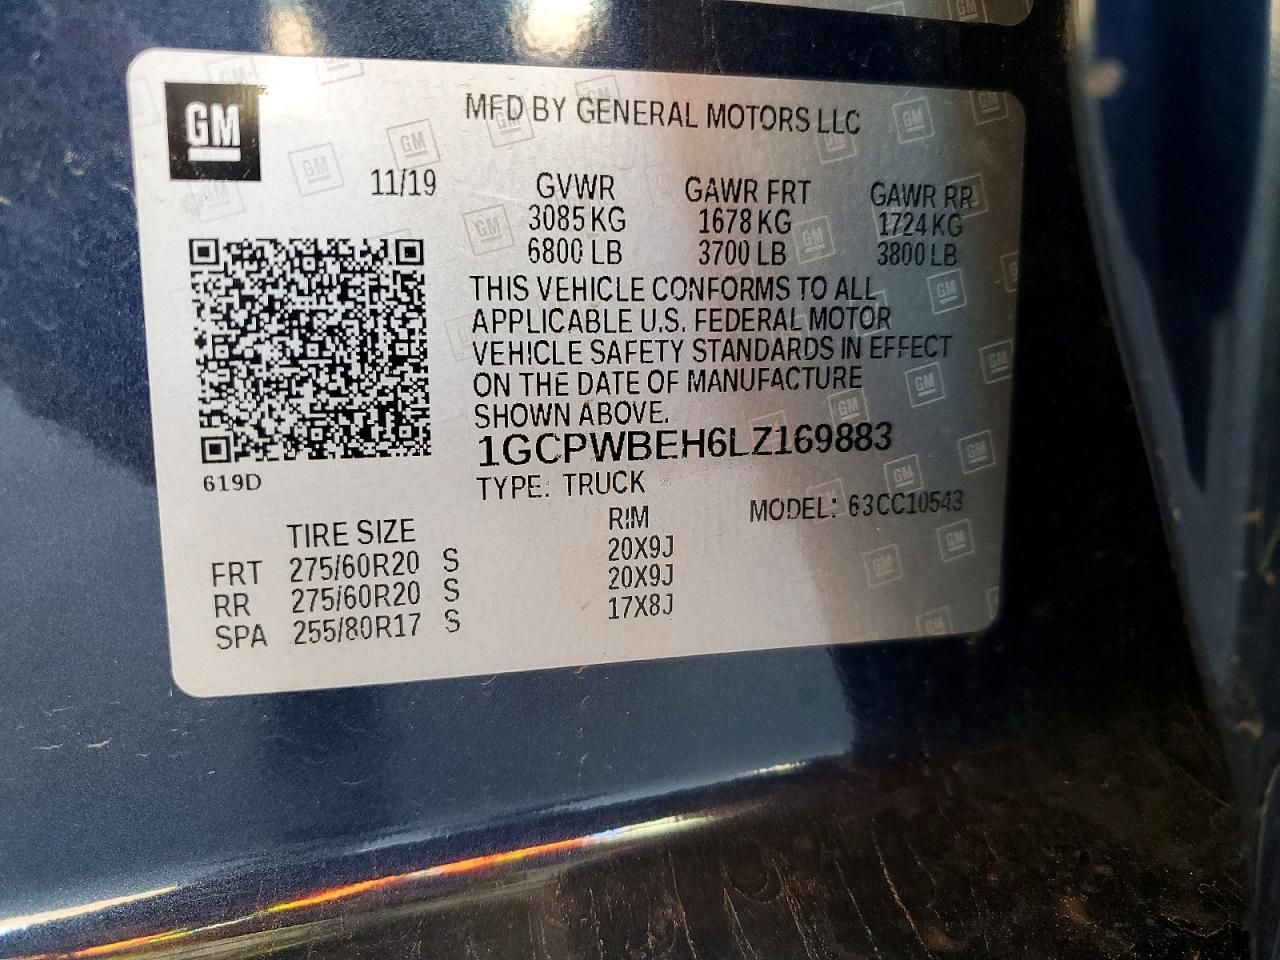 GM
MFD BY GENERAL MOTORS LLC
11/19
GVWR GAWR FRT GAWR RR
3085 KG 1678 KG 1724 KG
6800 LB 3700 LB 3800 LB
THIS VEHICLE CONFORMS TO ALL
APPLICABLE U.S. FEDERAL MOTOR
VEHICLE SAFETY STANDARDS IN EFFECT
ON THE DATE OF MANUFACTURE
SHOWN ABOVE.
1GCPWBEH6LZ169883
TYPE: TRUCK
MODEL: 63CC10543
619D
TIRE SIZE RIM
FRT 275/60R20 S 20X9J
RR 275/60R20 S 20X9J
SPA 255/80R17 S 17X8J